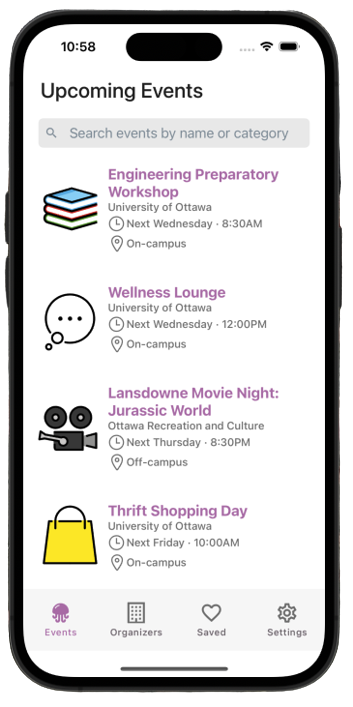 10:58
Upcoming Events
Search events by name or category
Engineering Preparatory
Workshop
University of Ottawa
Next Wednesday · 8:30AM
On-campus
Wellness Lounge
University of Ottawa
Next Wednesday · 12:00PM
On-campus
Lansdowne Movie Night:
Jurassic World
Ottawa Recreation and Culture
Next Thursday · 8:30PM
Off-campus
Thrift Shopping Day
University of Ottawa
Next Friday · 10:00AM
On-campus
Events Organizers Saved Settings